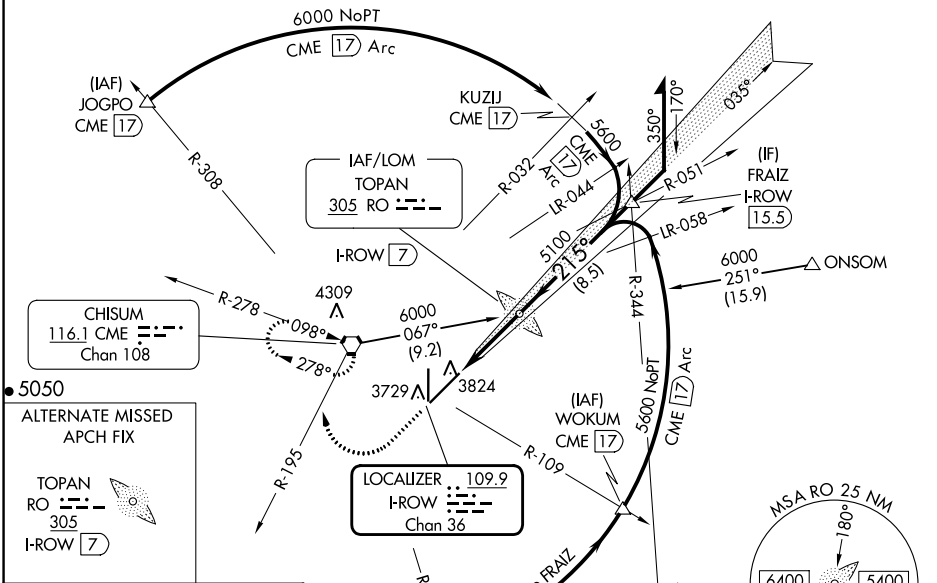 6000 NoPT
CME 17 Arc
(IAF)
JOGPO
CME 17
R-308
KUZIJ
CME 17
5600
CME
17
Arc
350°
170°
035°
IAF/LOM
TOPAN
305 RO
I-ROW 7
R-032
LR-044
R-051
LR-058
(IF)
FRAIZ
I-ROW
15.5
5100
215°
(8.5)
6000
251°
(15.9)
ONSOM
R-344
R-278
098°
278°
4309
6000
067°
(9.2)
CHISUM
116.1 CME
Chan 108
3729
3824
5050
R-195
5600 NoPT
CME 17 Arc
(IAF)
WOKUM
CME 17
R-109
LOCALIZER 109.9
I-ROW
Chan 36
ALTERNATE MISSED
APCH FIX
TOPAN
RO
305
I-ROW 7
FRAIZ
MSA RO 25 NM
180°
6400
5400